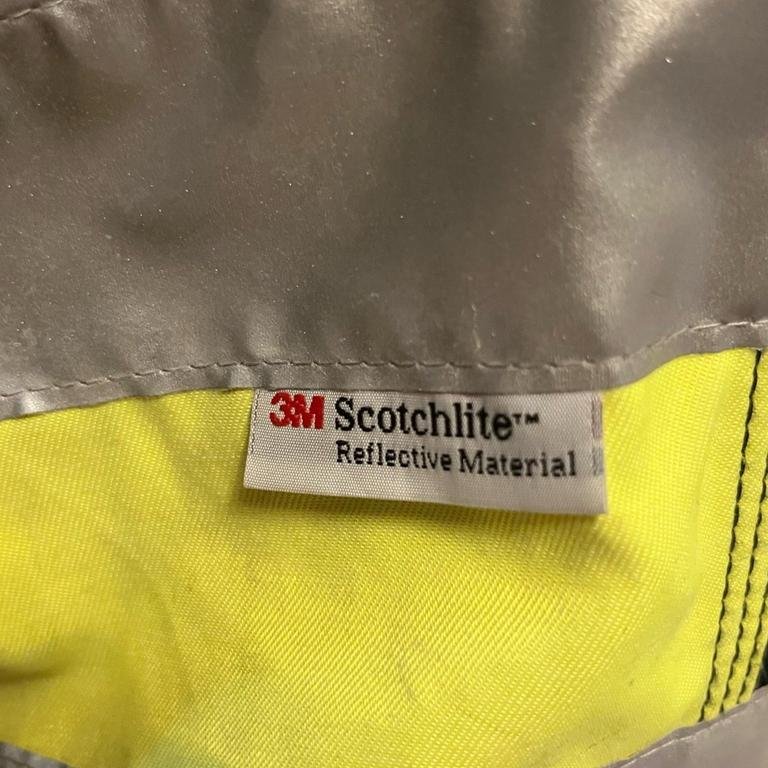 3M Scotchlite™
Reflective Material